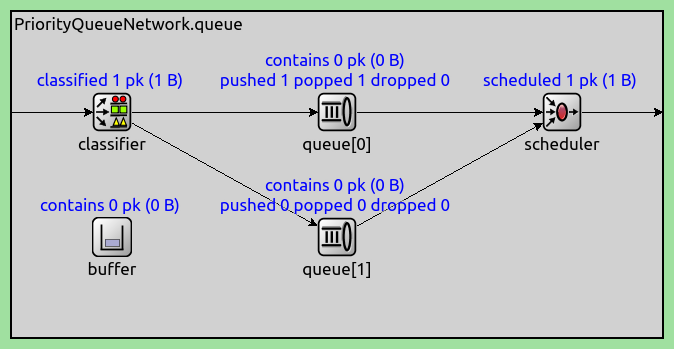 PriorityQueueNetwork.queue
contains 0 pk (0 B)
classified 1 pk (1 B)
pushed 1 popped 1 dropped 0
scheduled 1 pk (1 B)
classifier
queue[0]
scheduler
contains 0 pk (0 B)
contains 0 pk (0 B)
pushed 0 popped 0 dropped 0
buffer
queue[1]